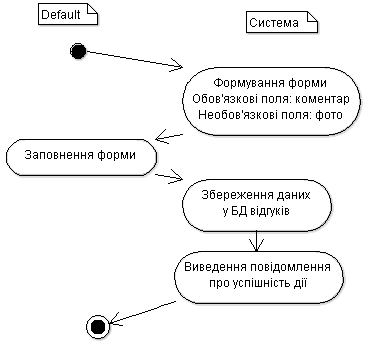 Default
Система
Формування форми
Обов'язкові поля: коментар
Необов'язкові поля: фото
Заповнення форми
Збереження даних
у БД відгуків
Виведення повідомлення
про успішність дії